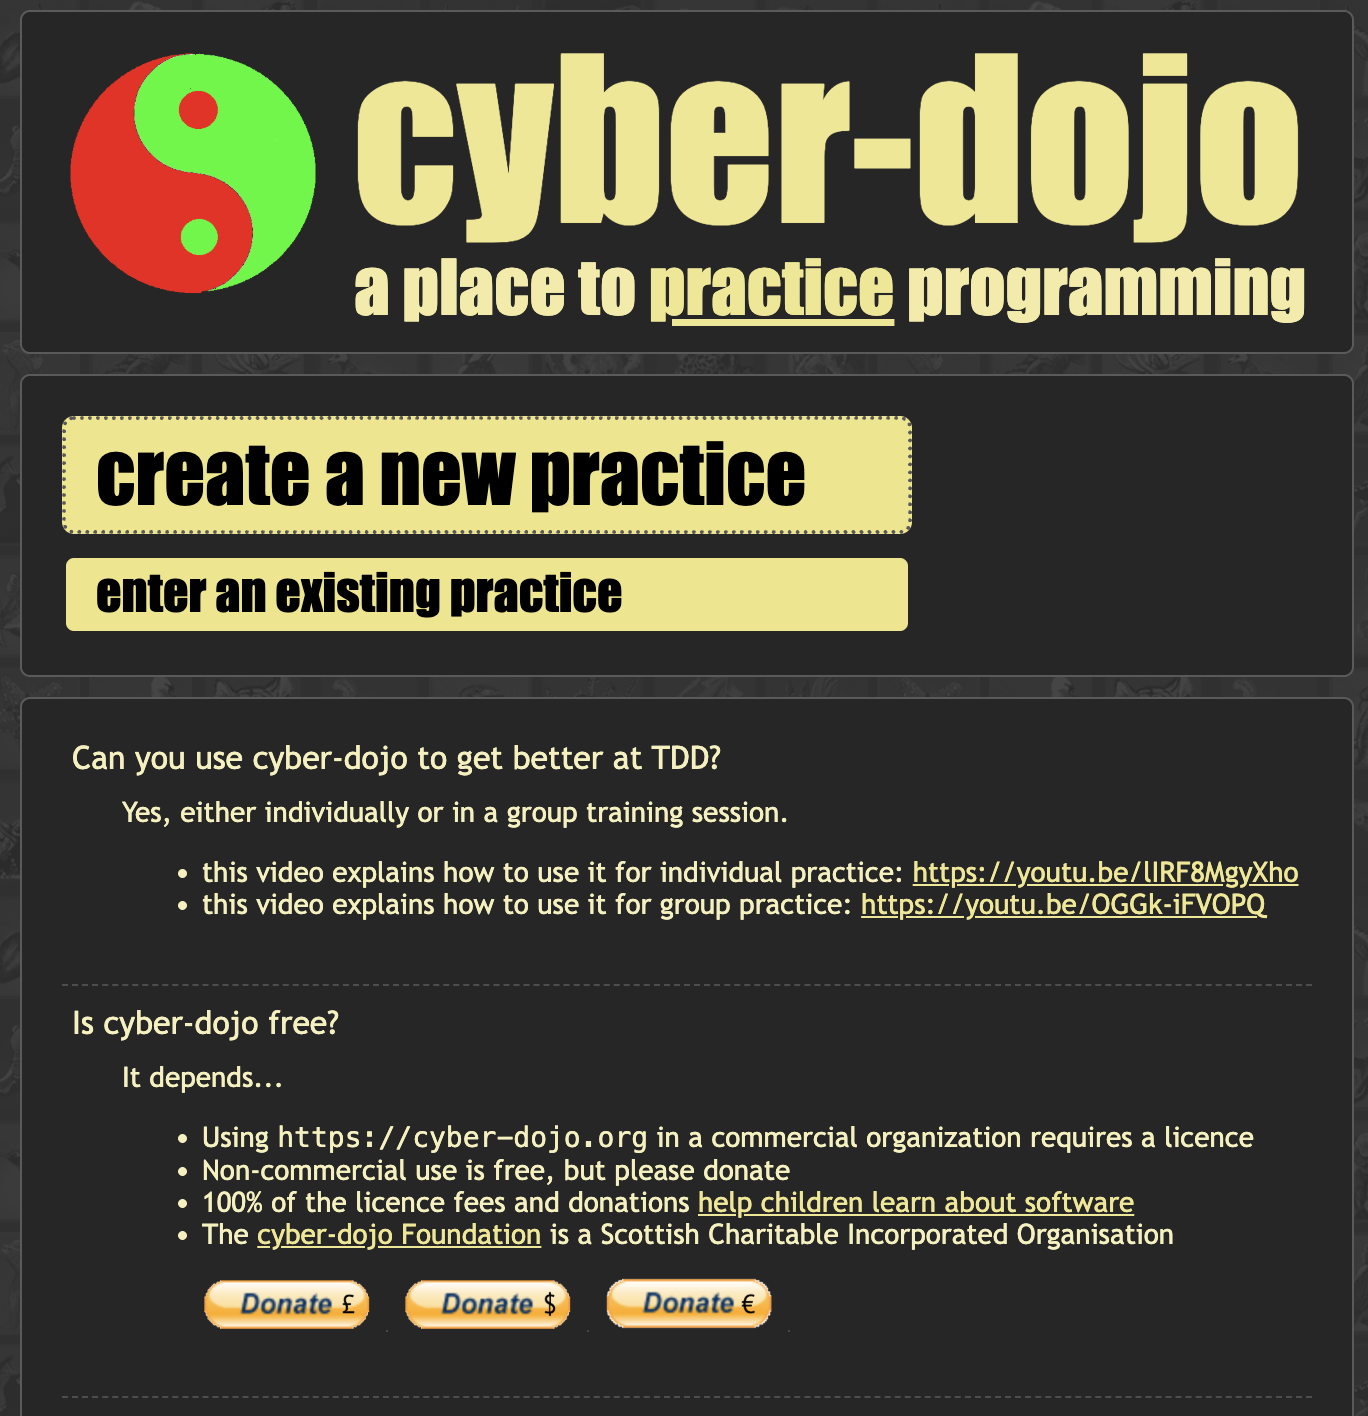 cyber-dojo
a place to practice programming
create a new practice
enter an existing practice
Can you use cyber-dojo to get better at TDD?
Yes, either individually or in a group training session.
• this video explains how to use it for individual practice: https://youtu.be/lIRF8MgyXho
• this video explains how to use it for group practice: https://youtu.be/OGGk-iFVOPQ
Is cyber-dojo free?
It depends...
• Using https://cyber-dojo.org in a commercial organization requires a licence
• Non-commercial use is free, but please donate
• 100% of the licence fees and donations help children learn about software
• The cyber-dojo Foundation is a Scottish Charitable Incorporated Organisation
Donate £ Donate $ Donate €